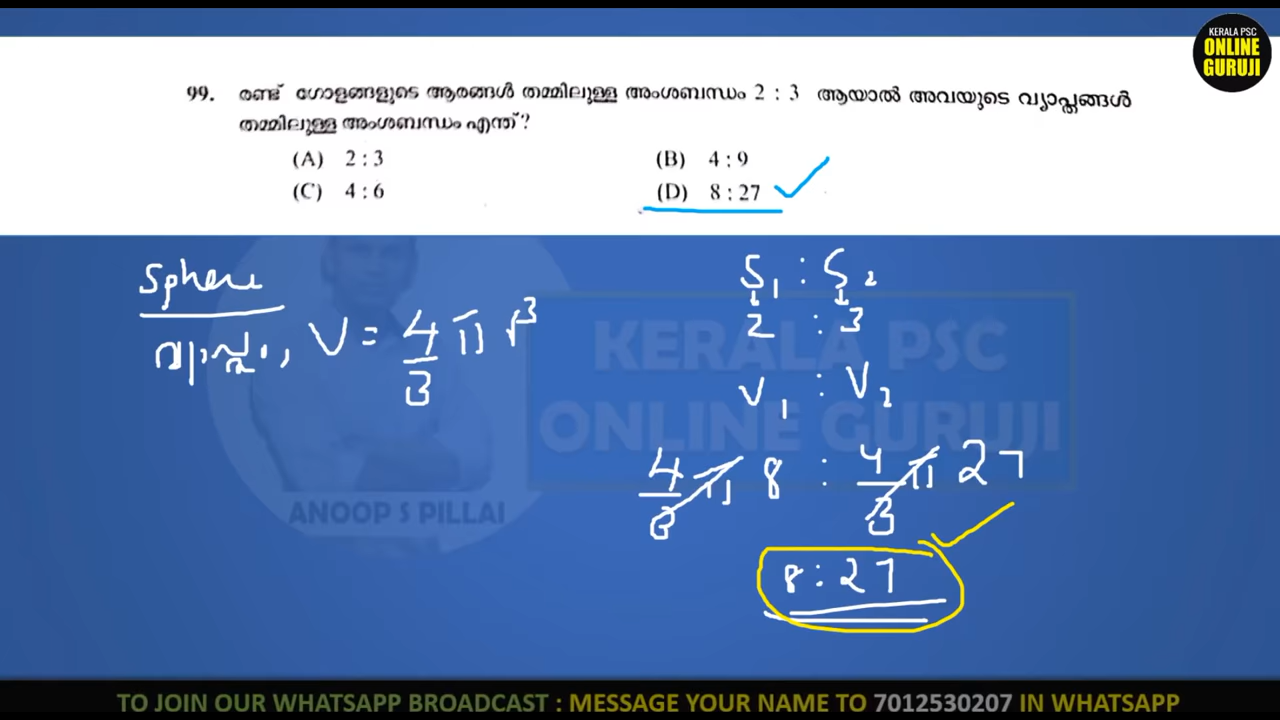 KERALA PSC
ONLINE
GURUJI
99. രണ്ട് ഗോളങ്ങളുടെ ആരങ്ങൾ തമ്മിലുള്ള അംശബന്ധം 2 : 3 ആയാൽ അവയുടെ വ്യാപ്തങ്ങൾ
തമ്മിലുള്ള അംശബന്ധം എന്ത്?
(A) 2 : 3 (B) 4 : 9
(C) 4 : 6 (D) 8 : 27
Sphere
വ്യാപ്തം, V = 4/3 π r³
2 : 3
V₁ : V₂
4/3 π 8 : 4/3 π 27
8 : 27
KERALA PSC
ONLINE GURUJI
ANOOP S PILLAI
TO JOIN OUR WHATSAPP BROADCAST : MESSAGE YOUR NAME TO 7012530207 IN WHATSAPP